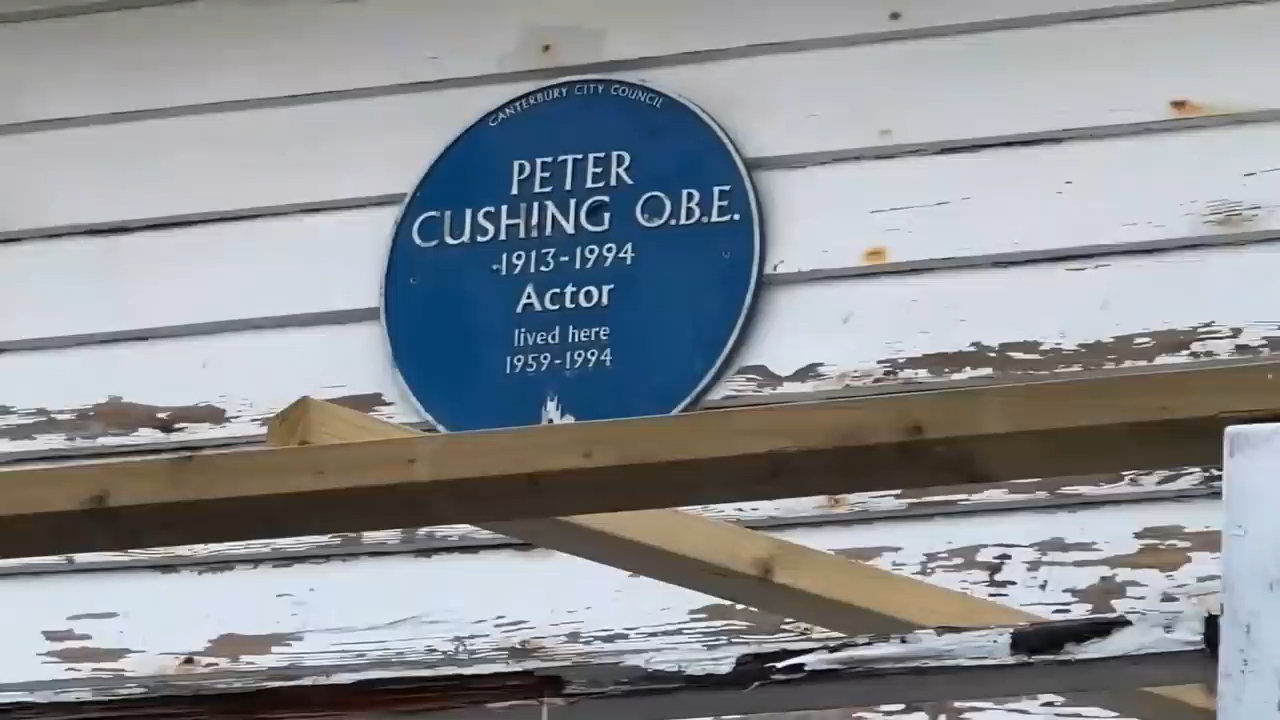 CANTERBURY CITY COUNCIL
PETER
CUSHING O.B.E.
1913-1994
Actor
lived here
1959-1994